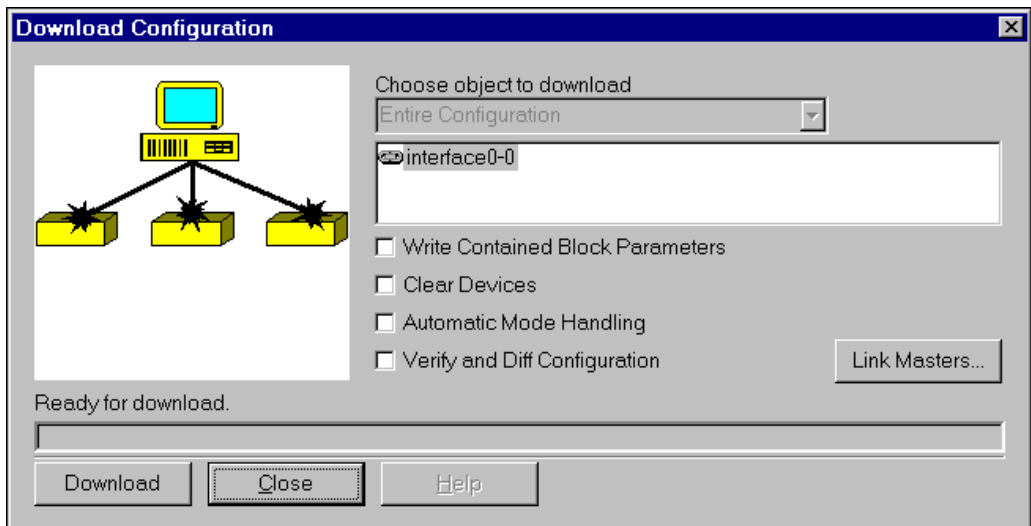 Download Configuration
Choose object to download
Entire Configuration
interface0-0
Write Contained Block Parameters
Clear Devices
Automatic Mode Handling
Verify and Diff Configuration
Link Masters...
Ready for download.
Download
Close
Help